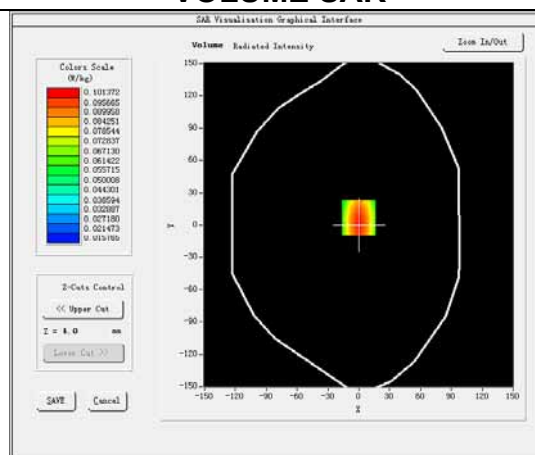 VOLUME SAR
SAR Visualisation Graphical Interface
Volume Radiated Intensity
Zoom In/Out
Colors Scale
(W/kg)
0.101372
0.095665
0.089958
0.084251
0.078544
0.072837
0.067130
0.061422
0.055715
0.050008
0.044301
0.038594
0.032887
0.027180
0.021473
0.015766
Z-Cuts Control
<< Upper Cut
Z = 4.0 mm
Lower Cut >>
SAVE Cancel
150
120
90
60
30
0
-30
-60
-90
-120
-150
Y
-150 -120 -90 -60 -30 0 30 60 90 120 150
X